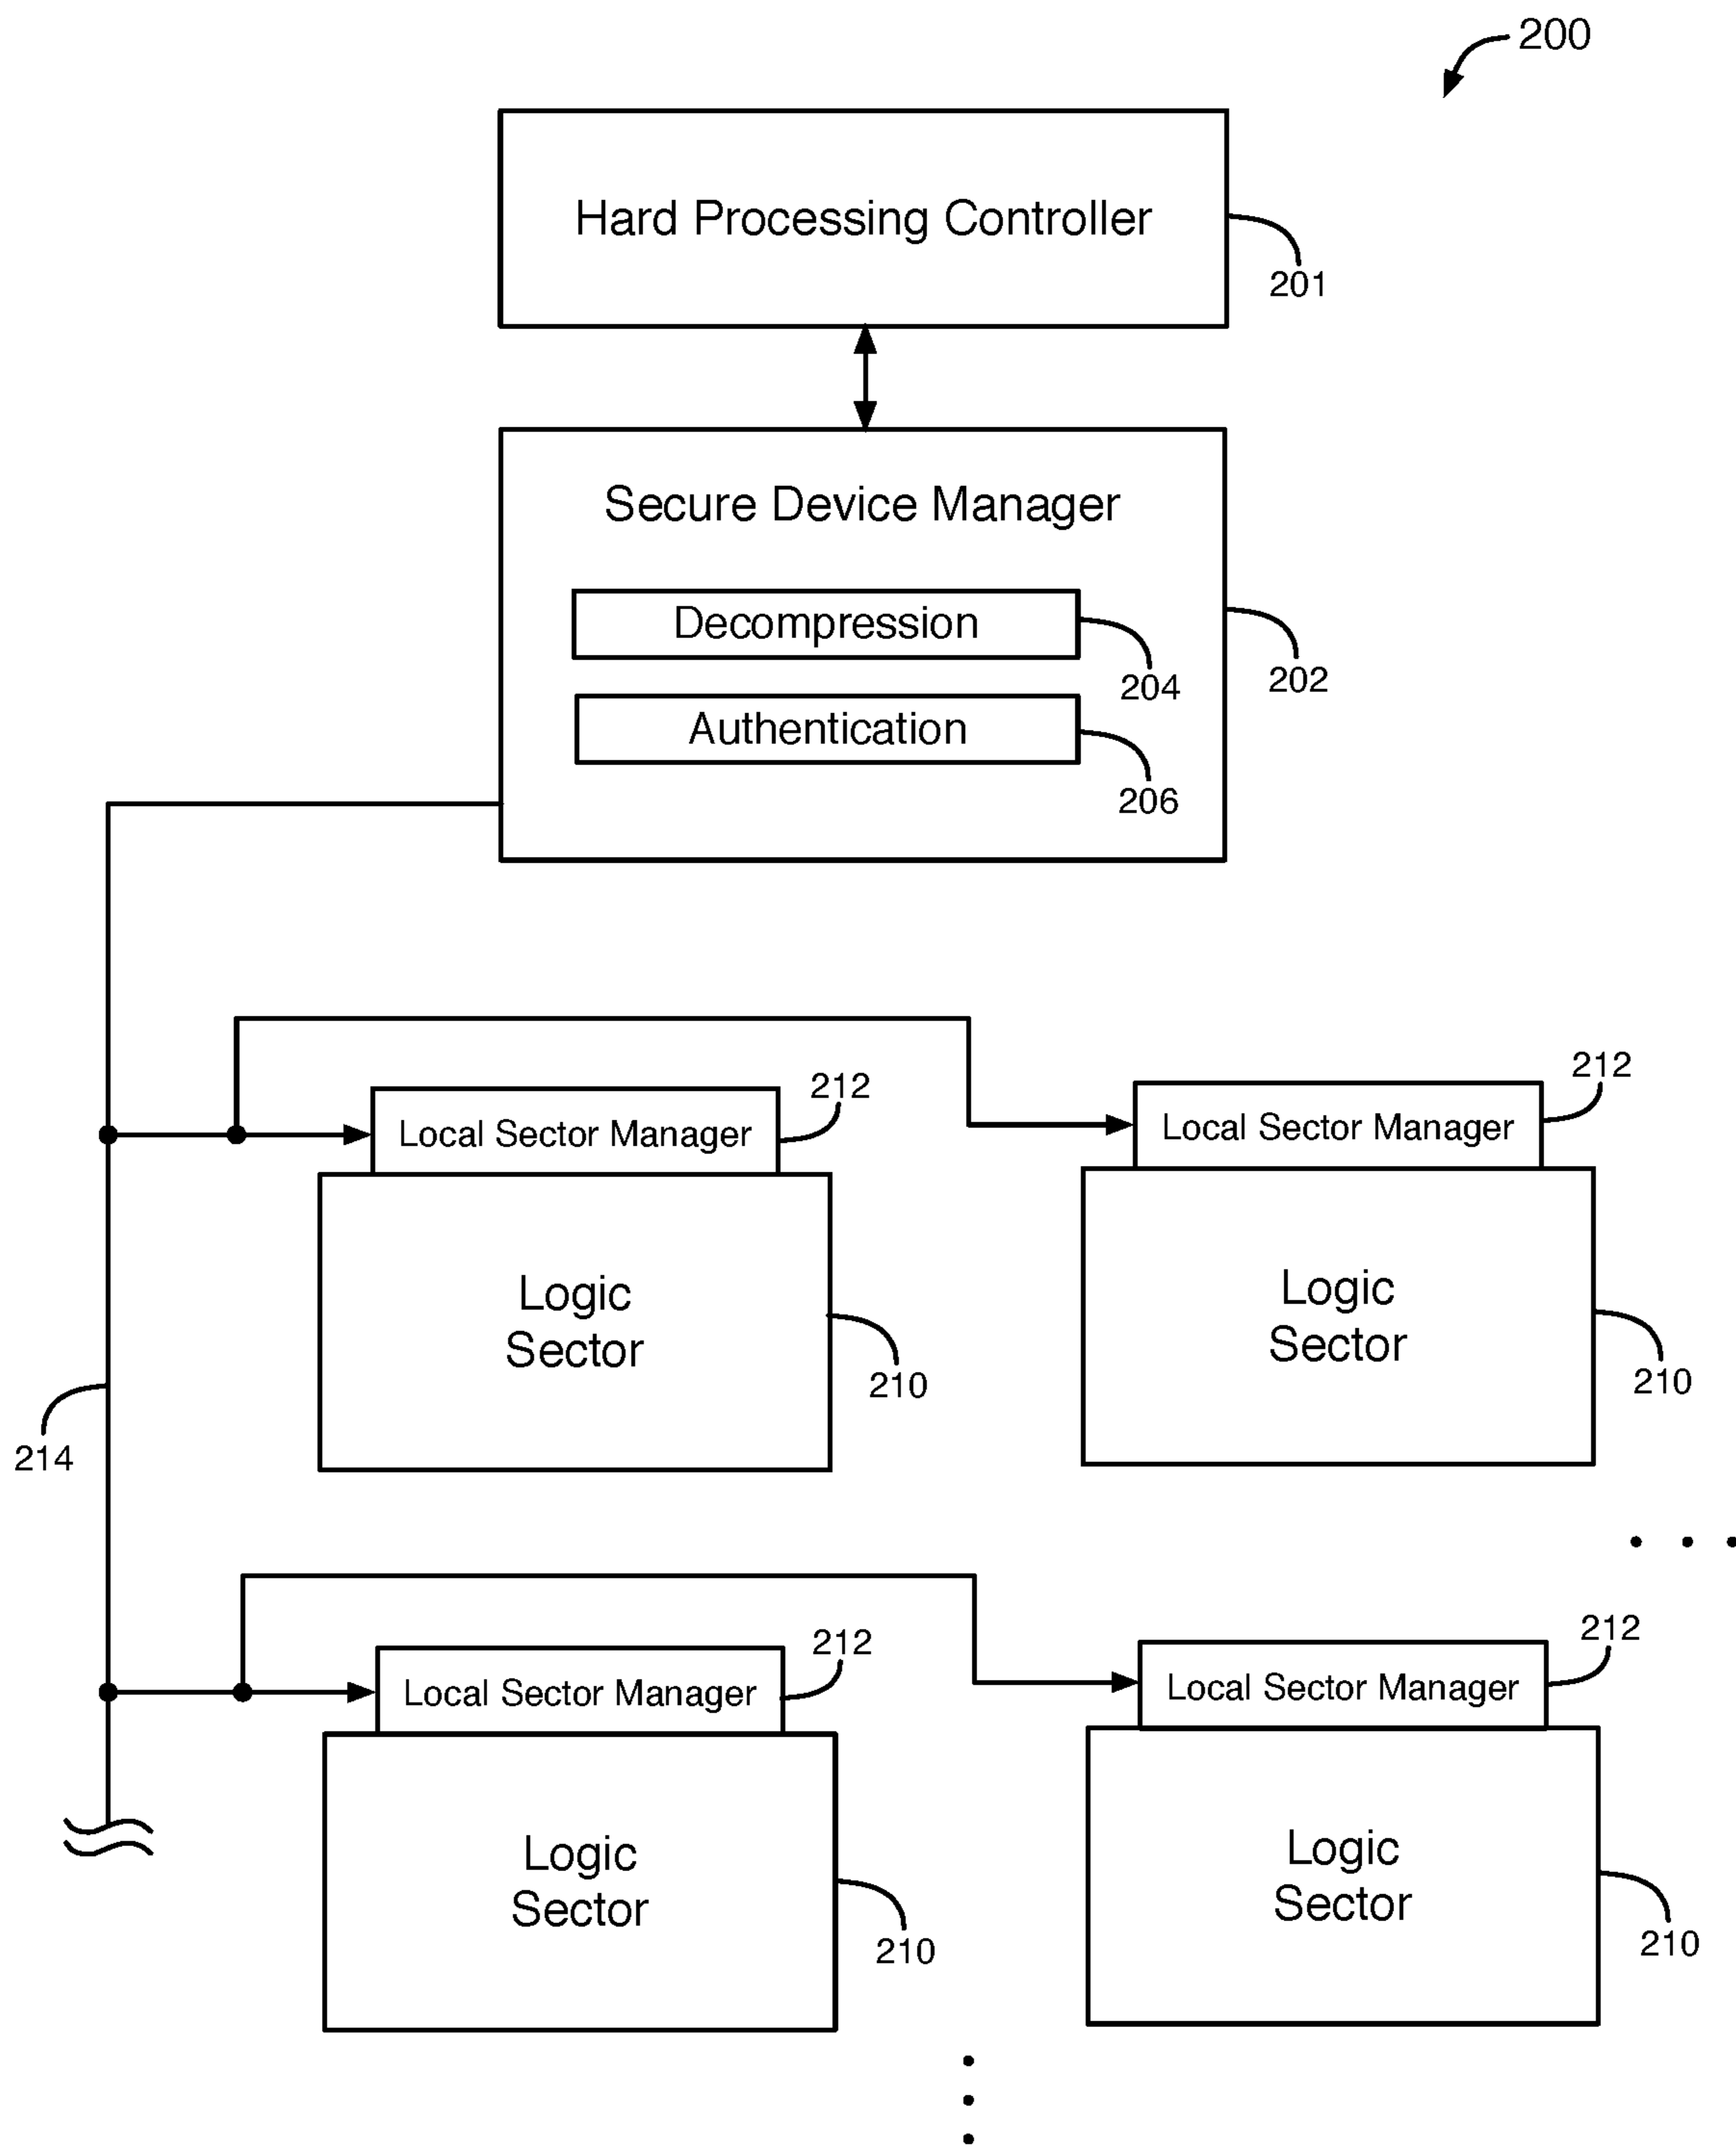 200
Hard Processing Controller
201
Secure Device Manager
Decompression
204
202
Authentication
206
212
212
Local Sector Manager
Local Sector Manager
Logic
Sector
Logic
Sector
210
210
214
212
212
Local Sector Manager
Local Sector Manager
Logic
Sector
Logic
Sector
210
210